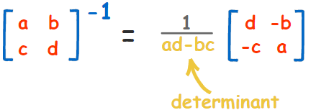 [a b; c d]⁻¹ = 1/(ad-bc) [d -b; -c a]
determinant